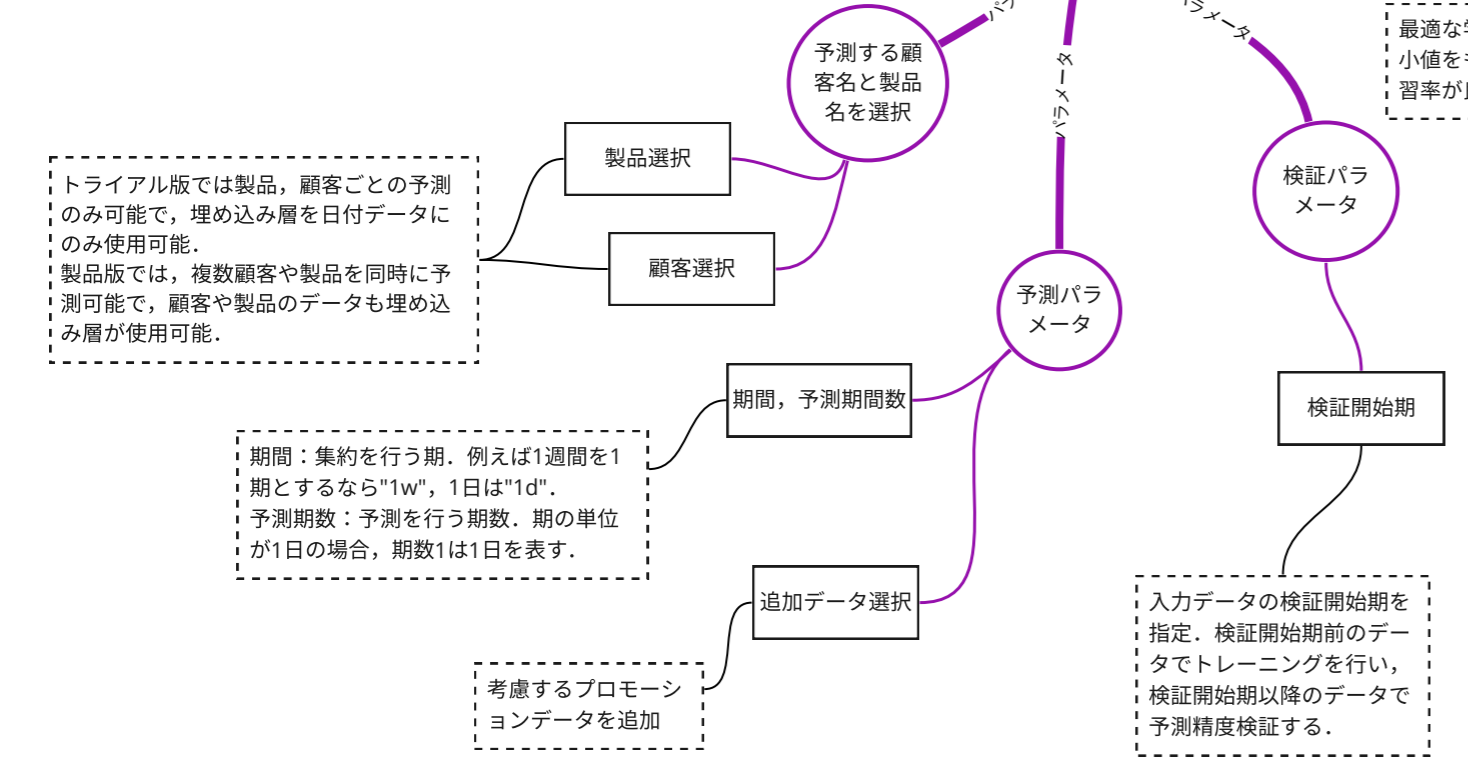 パラメータ
予測する顧
客名と製品
名を選択
製品選択
顧客選択
トライアル版では製品，顧客ごとの予測
のみ可能で，埋め込み層を日付データに
のみ使用可能．
製品版では，複数顧客や製品を同時に予
測可能で，顧客や製品のデータも埋め込
み層が使用可能．
予測パラ
メータ
期間，予測期間数
期間：集約を行う期．例えば1週間を1
期とするなら"1w"，1日は"1d"．
予測期数：予測を行う期数．期の単位
が1日の場合，期数1は1日を表す．
追加データ選択
考慮するプロモーシ
ョンデータを追加
ラメータ
検証パラ
メータ
検証開始期
入力データの検証開始期を
指定．検証開始期前のデー
タでトレーニングを行い，
検証開始期以降のデータで
予測精度検証する．
最適な
小値を
習率が